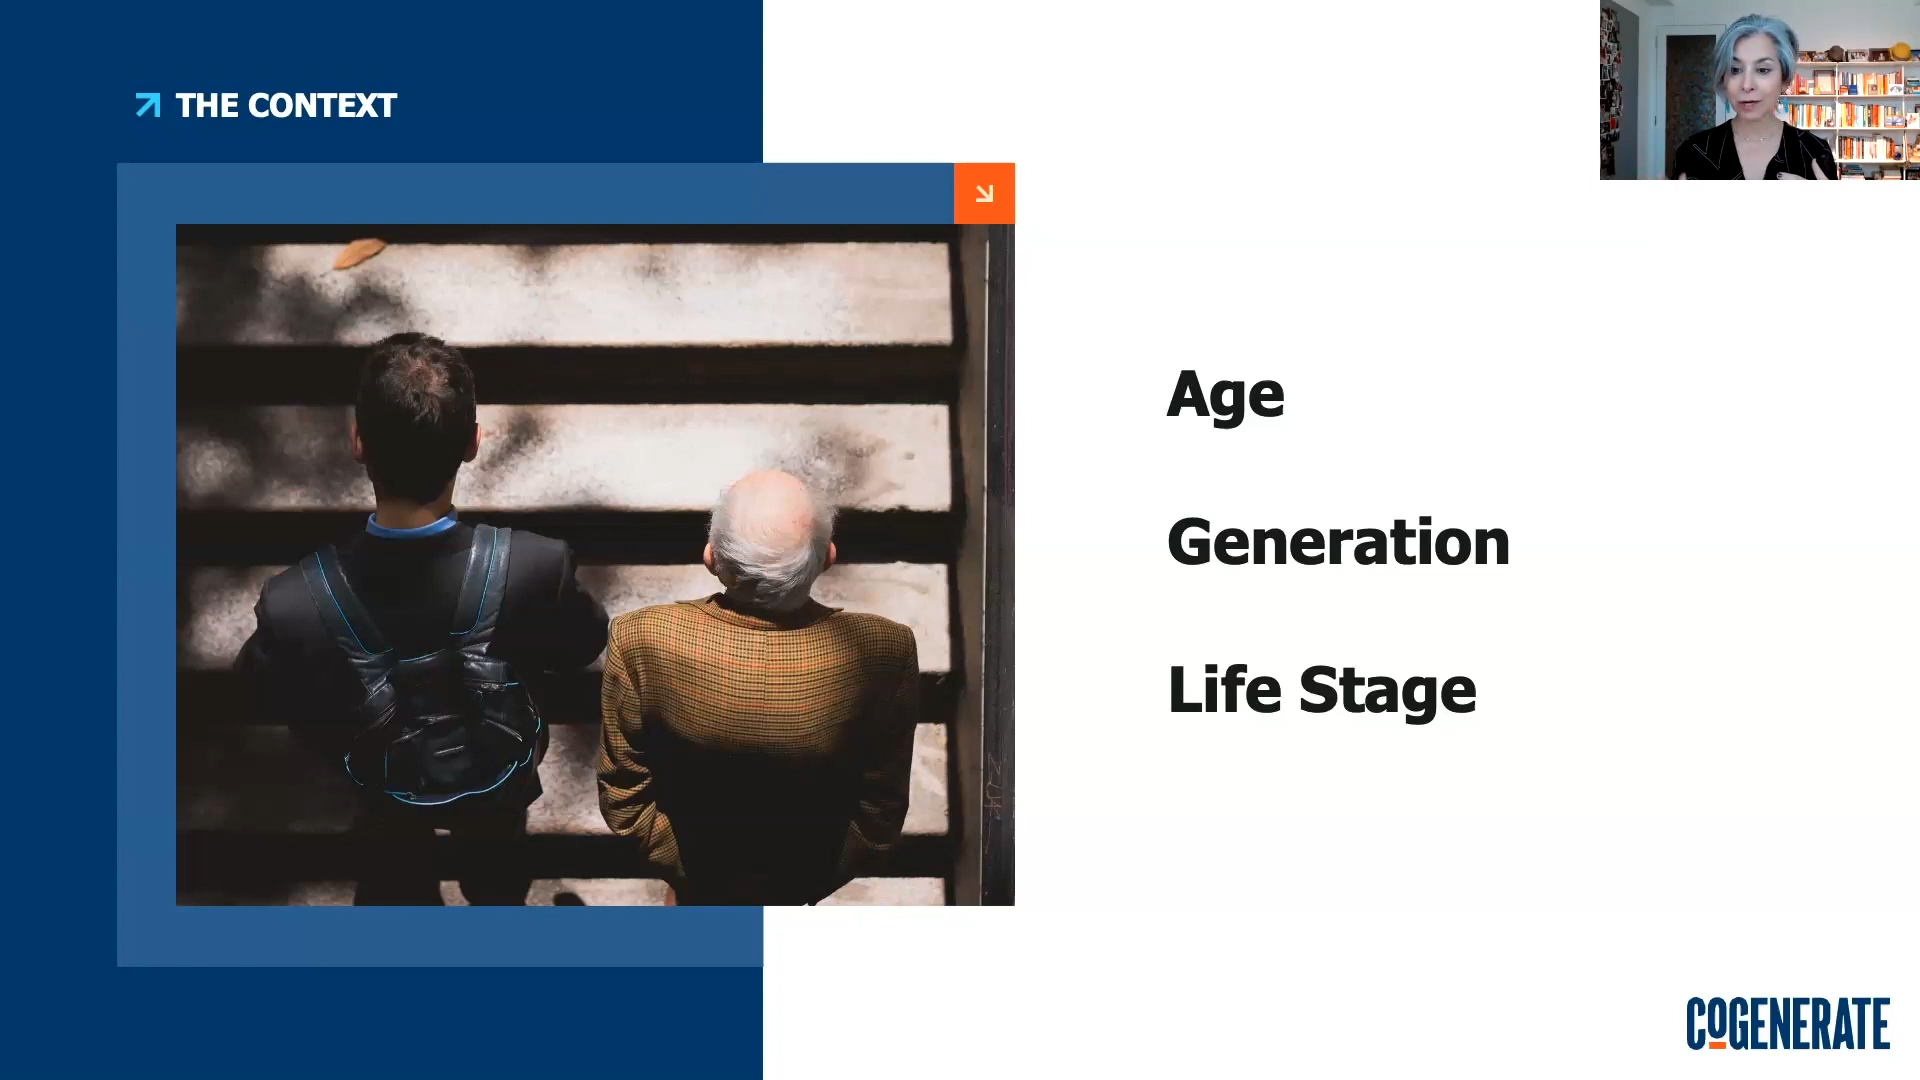 THE CONTEXT
Age
Generation
Life Stage
COGENERATE